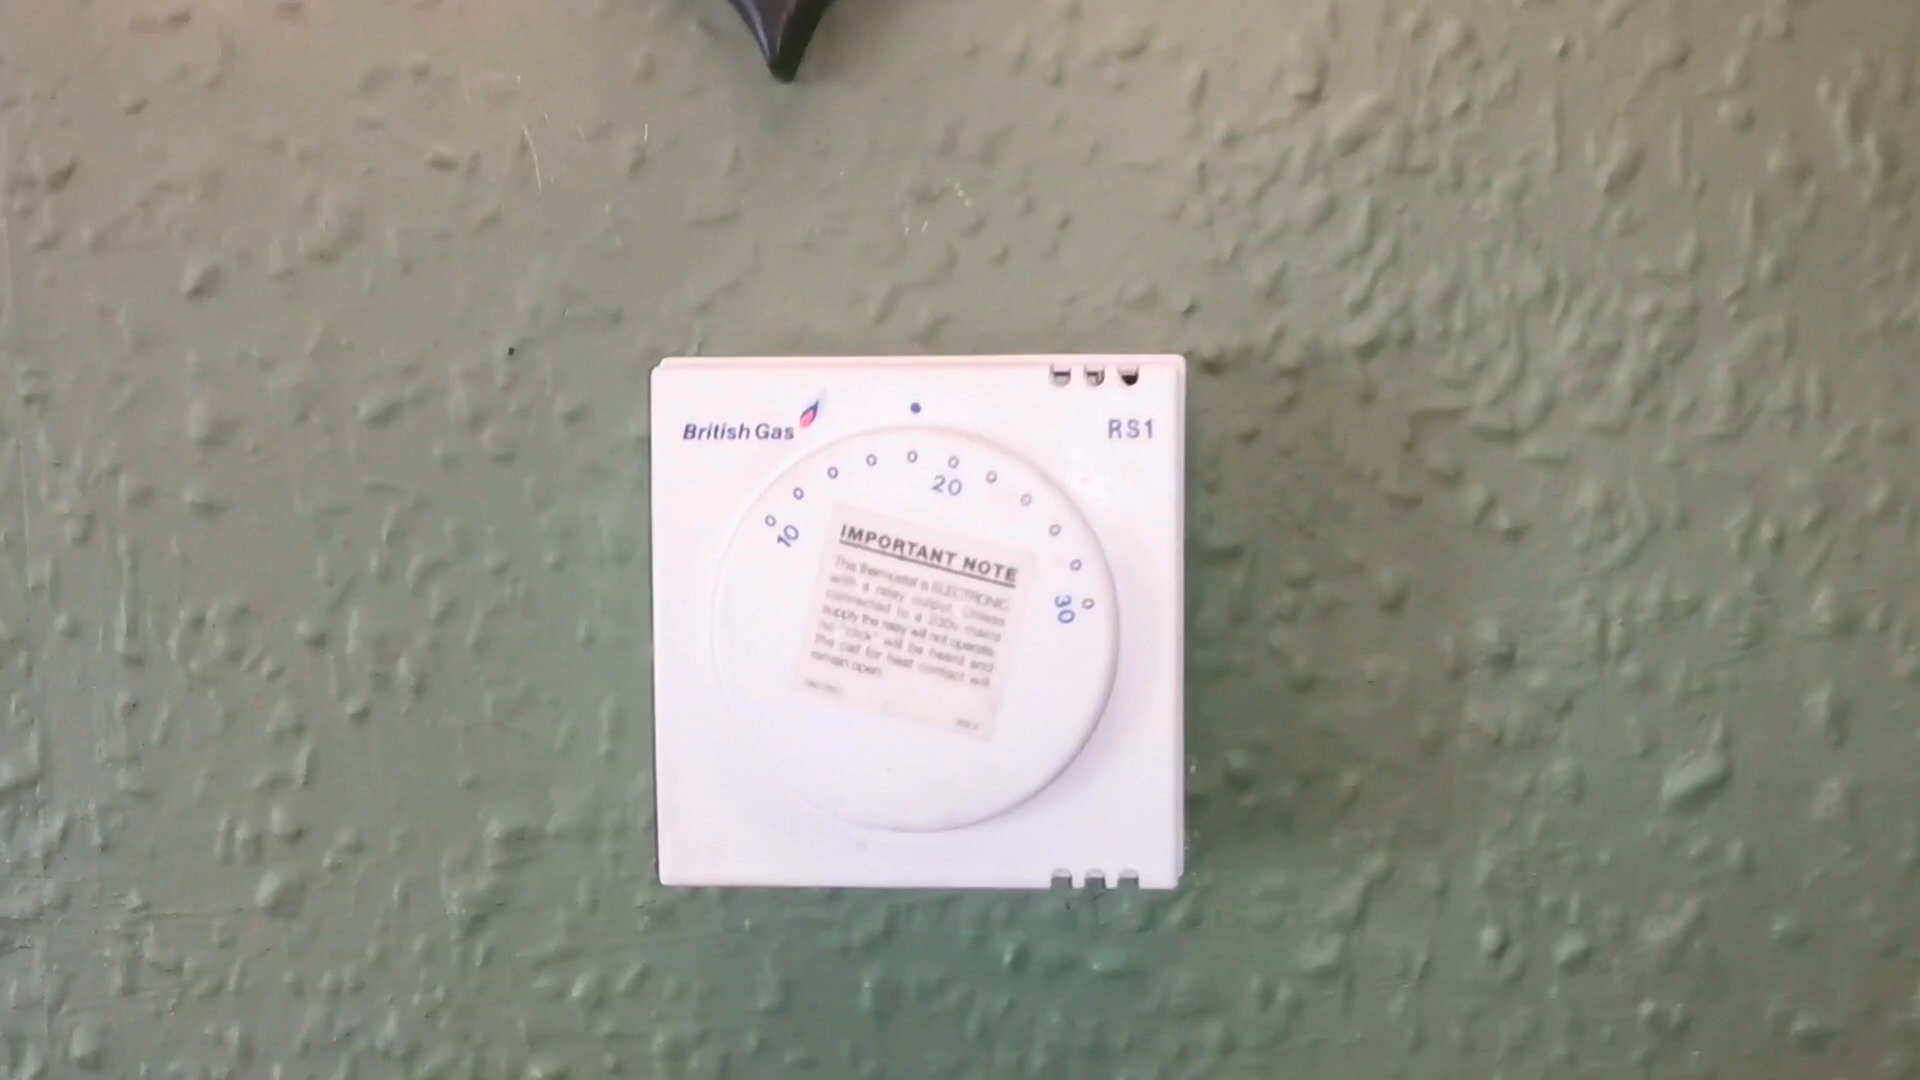 British Gas
RS1
10
20
30
IMPORTANT NOTE
This thermostat is ELECTRONIC
with a relay output. Unless
connected to a 230v mains
supply the relay will not operate,
no "click" will be heard and
the call for heat contact will
remain open.